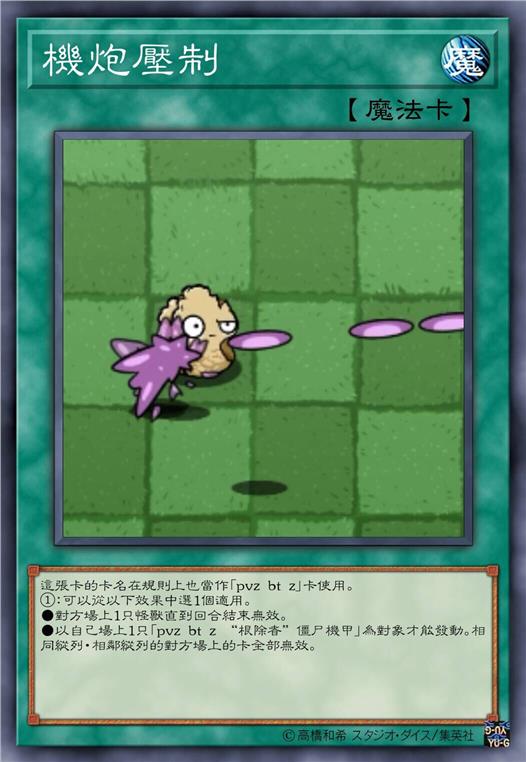 機炮壓制
魔
【魔法卡】
這張卡的卡名在規則上也當作「pvz bt z」卡使用。
①:可以從以下效果中選1個適用。
●對方場上1只怪獸直到回合結束無效。
●以自己場上1只「pvz bt z “根除者”僵尸機甲」為對象才能發動。相
同縱列・相鄰縱列的對方場上的卡全部無效。
©高橋和希 スタジオ・ダイス/集英社
YU-G